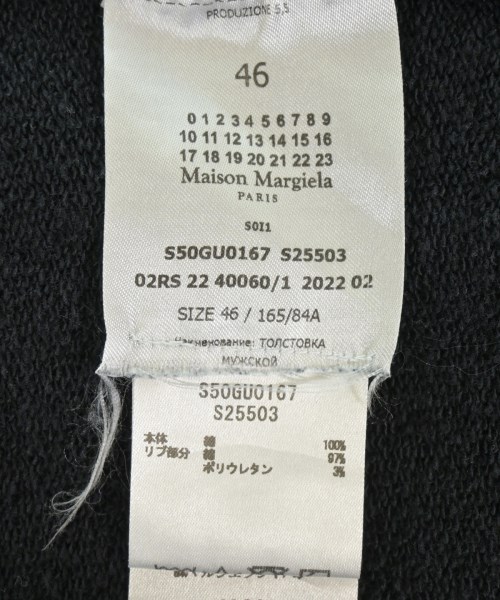 PRODUZIONE 5,5
46
0 1 2 3 4 5 6 7 8 9
10 11 12 13 14 15 16
17 18 19 20 21 22 23
Maison Margiela
PARIS
S0I1
S50GU0167 S25503
02RS 22 40060/1 2022 02
SIZE 46 / 165/84A
Наименование: ТОЛСТОВКА
МУЖСКОЙ
S50GU0167
S25503
本体 綿 100%
リブ部分 綿 97%
ポリウレタン 3%